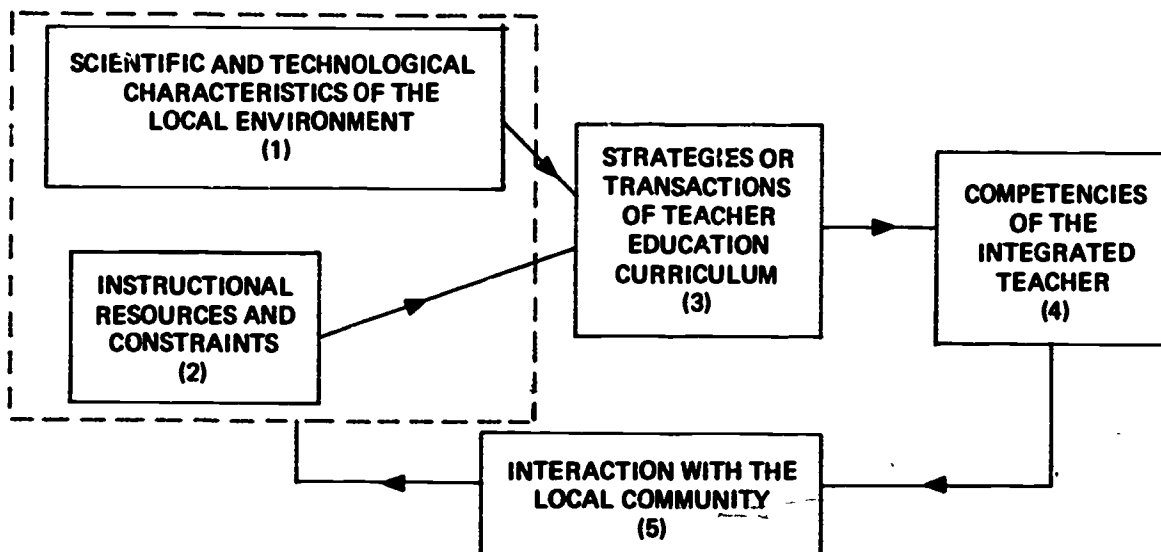 SCIENTIFIC AND TECHNOLOGICAL
CHARACTERISTICS OF THE
LOCAL ENVIRONMENT
(1)
INSTRUCTIONAL
RESOURCES AND
CONSTRAINTS
(2)
STRATEGIES OR
TRANSACTIONS
OF TEACHER
EDUCATION
CURRICULUM
(3)
COMPETENCIES
OF THE
INTEGRATED
TEACHER
(4)
INTERACTION WITH THE
LOCAL COMMUNITY
(5)